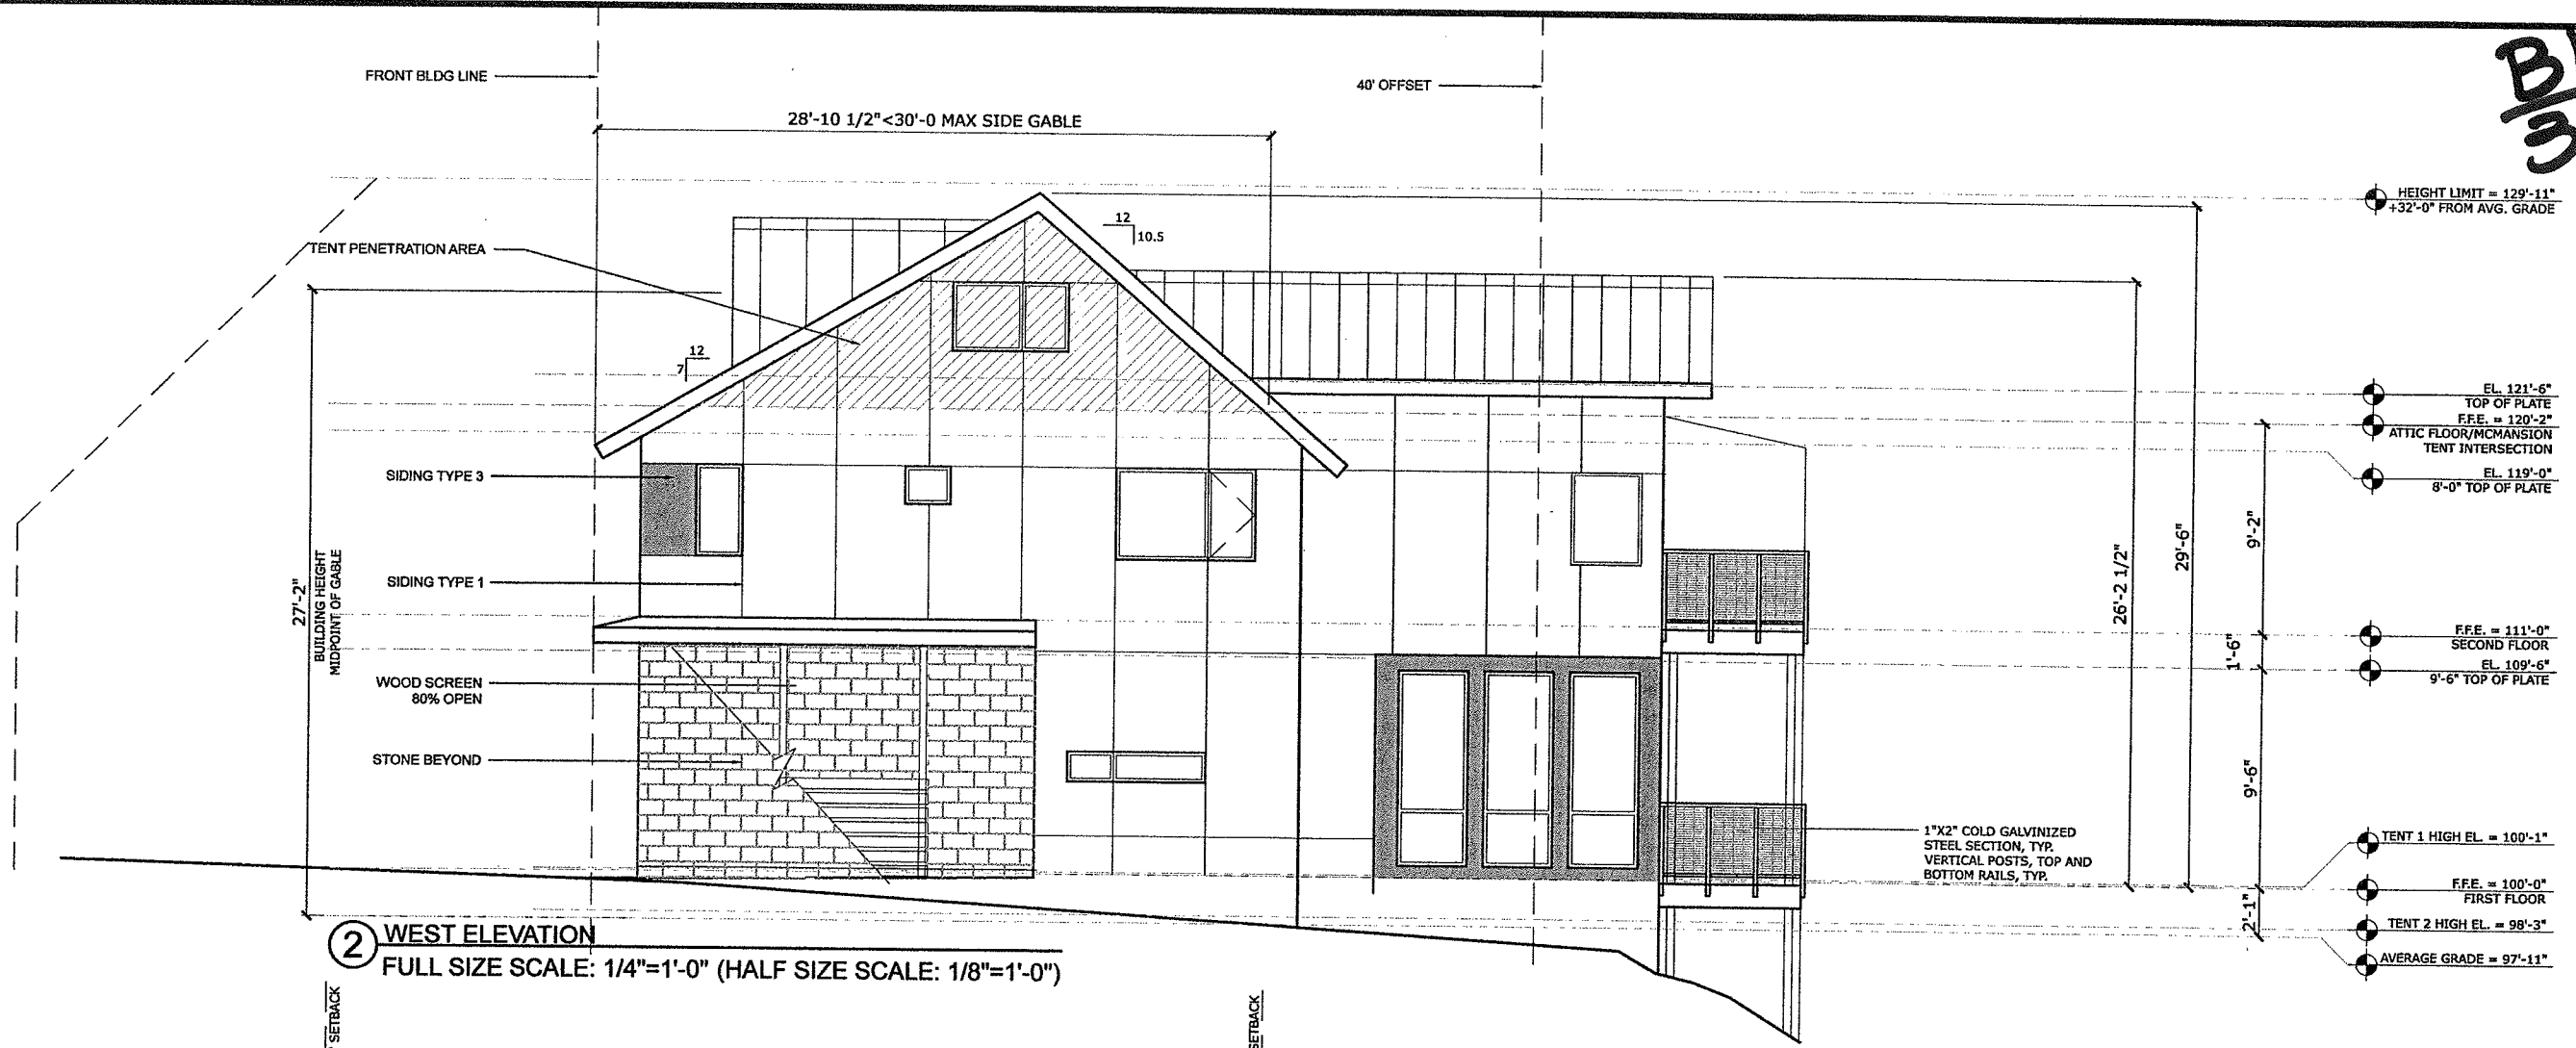 B
3
FRONT BLDG LINE
40' OFFSET
28'-10 1/2"<30'-0 MAX SIDE GABLE
HEIGHT LIMIT = 129'-11"
+32'-0" FROM AVG. GRADE
TENT PENETRATION AREA
12
10.5
12
7
EL. 121'-6"
TOP OF PLATE
F.F.E. = 120'-2"
ATTIC FLOOR/MCMANSION
TENT INTERSECTION
EL. 119'-0"
8'-0" TOP OF PLATE
SIDING TYPE 3
SIDING TYPE 1
27'-2"
BUILDING HEIGHT
MIDPOINT OF GABLE
26'-2 1/2"
29'-6"
9'-2"
1'-6"
9'-6"
2'-1"
F.F.E. = 111'-0"
SECOND FLOOR
EL. 109'-6"
9'-6" TOP OF PLATE
WOOD SCREEN
80% OPEN
STONE BEYOND
1"X2" COLD GALVINIZED
STEEL SECTION, TYP.
VERTICAL POSTS, TOP AND
BOTTOM RAILS, TYP.
TENT 1 HIGH EL. = 100'-1"
F.F.E. = 100'-0"
FIRST FLOOR
TENT 2 HIGH EL. = 98'-3"
AVERAGE GRADE = 97'-11"
2 WEST ELEVATION
FULL SIZE SCALE: 1/4"=1'-0" (HALF SIZE SCALE: 1/8"=1'-0")
SETBACK
SETBACK